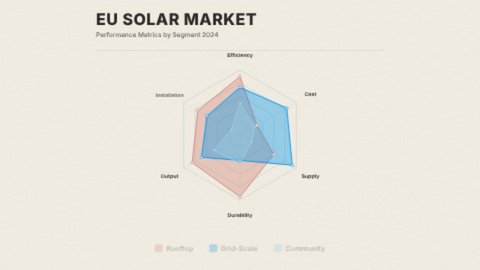 EU SOLAR MARKET
Performance Metrics by Segment 2024
Efficiency
Installation
Cost
Output
Supply
Durability
Rooftop Grid-Scale Community